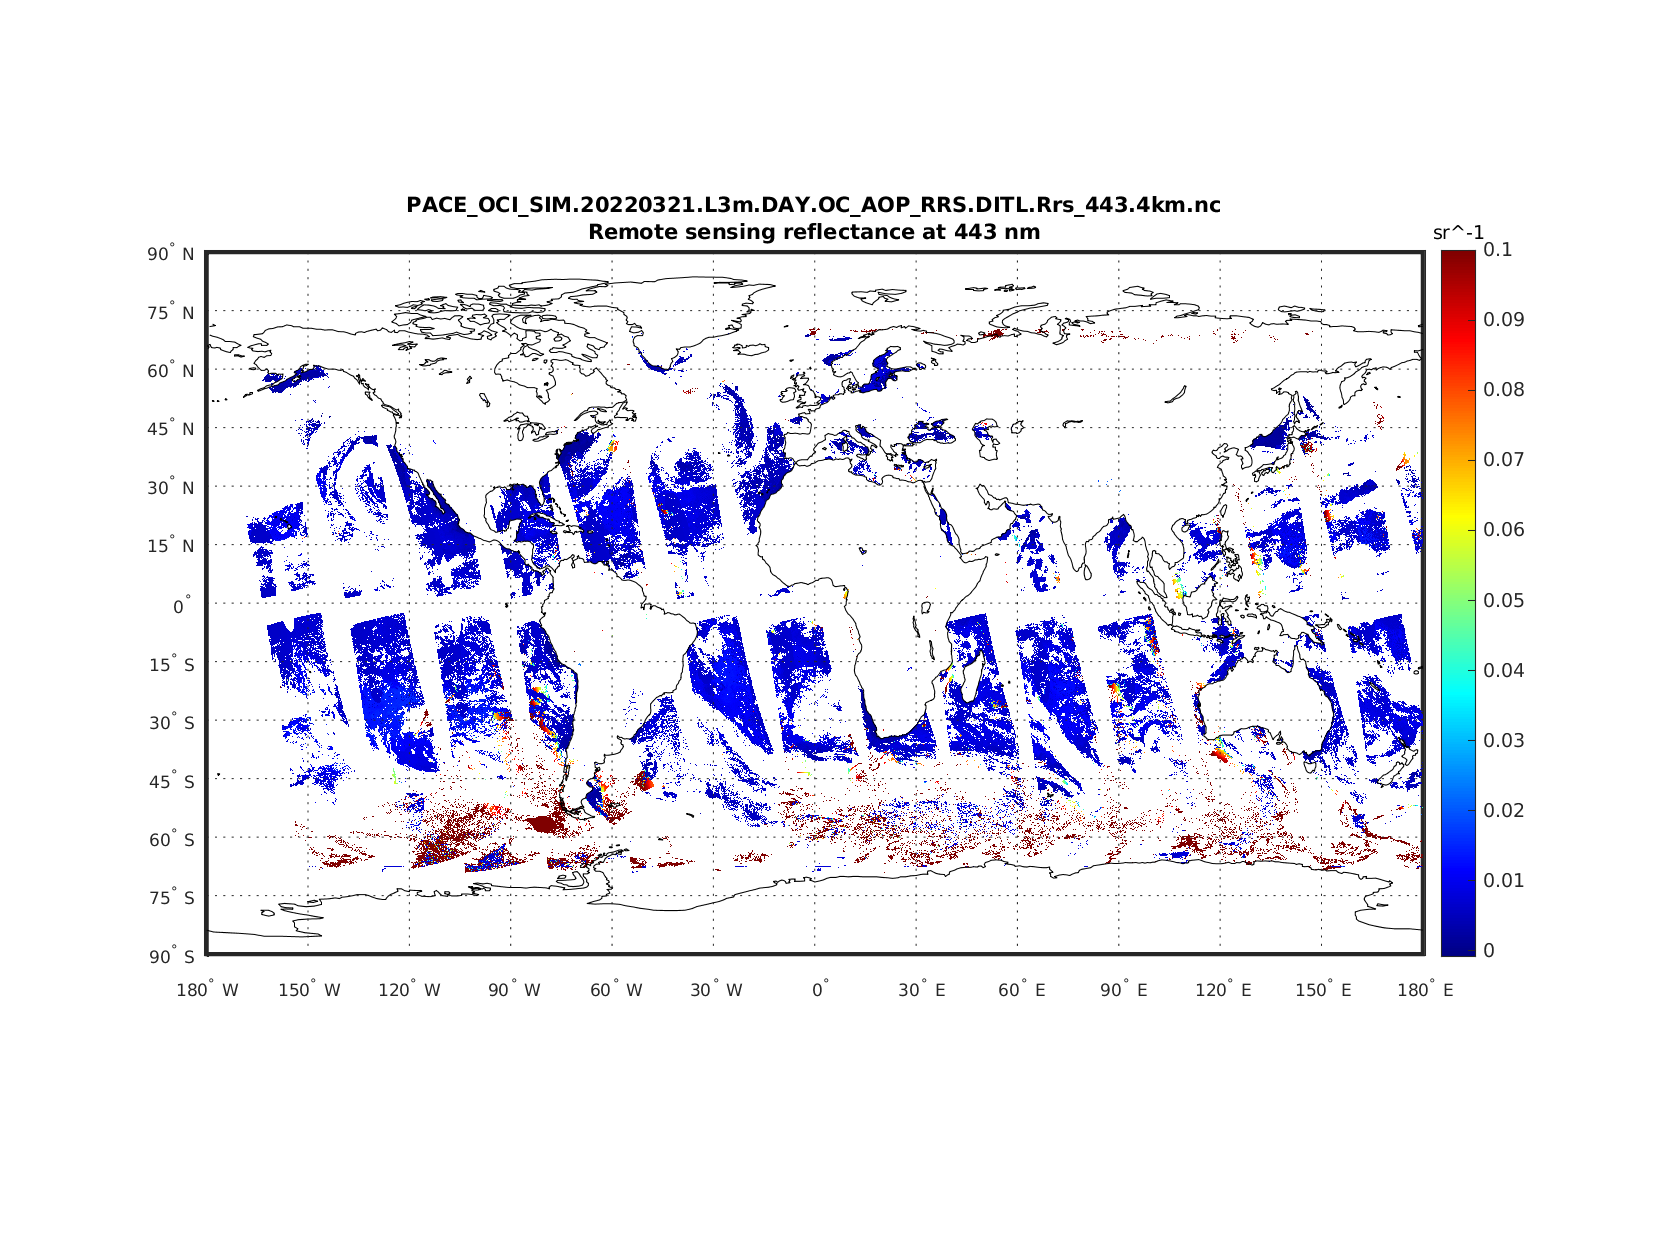 PACE_OCI_SIM.20220321.L3m.DAY.OC_AOP_RRS.DITL.Rrs_443.4km.nc
Remote sensing reflectance at 443 nm
sr^-1
90° N
75° N
60° N
45° N
30° N
15° N
0°
15° S
30° S
45° S
60° S
75° S
90° S
180° W 150° W 120° W 90° W 60° W 30° W 0° 30° E 60° E 90° E 120° E 150° E 180° E
0.1
0.09
0.08
0.07
0.06
0.05
0.04
0.03
0.02
0.01
0